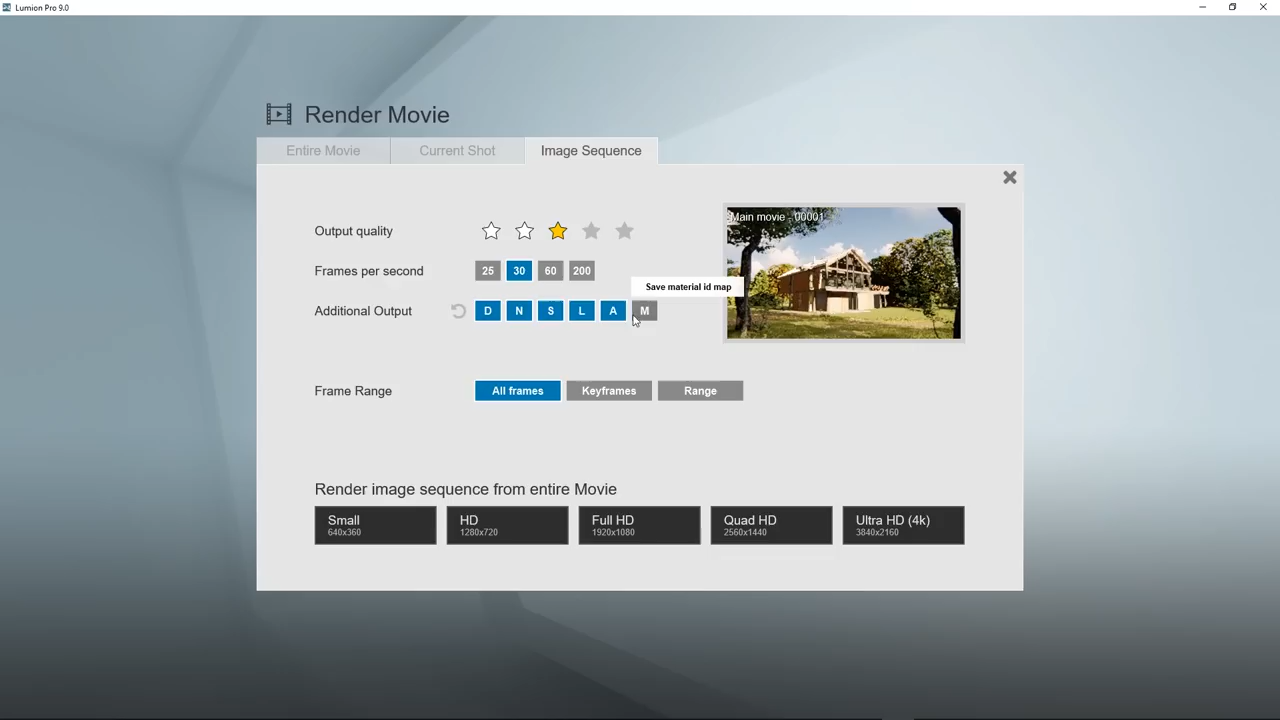 Lumion Pro 9.0
Render Movie
Entire Movie
Current Shot
Image Sequence
Output quality
Main movie - 00001
Frames per second
25
30
60
200
Save material id map
Additional Output
D
N
S
L
A
M
Frame Range
All frames
Keyframes
Range
Render image sequence from entire Movie
Small
640x360
HD
1280x720
Full HD
1920x1080
Quad HD
2560x1440
Ultra HD (4k)
3840x2160